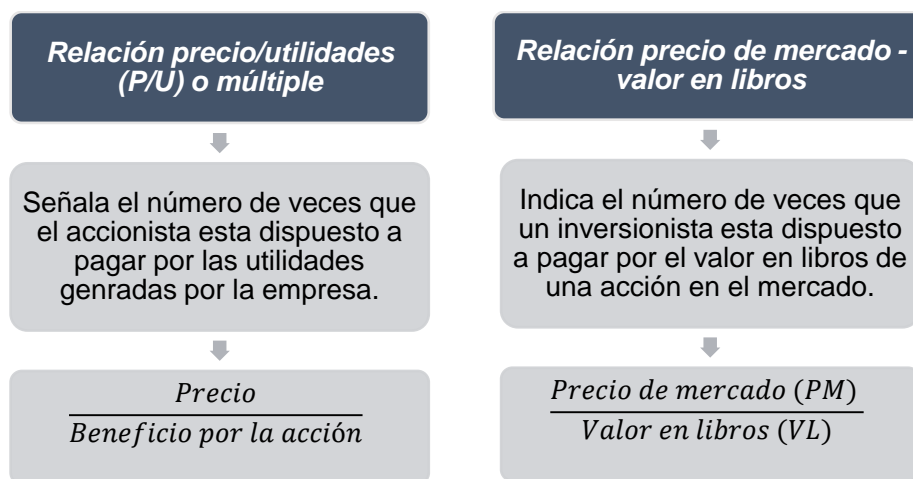 Relación precio/utilidades
(P/U) o múltiple
Señala el número de veces que
el accionista esta dispuesto a
pagar por las utilidades
genradas por la empresa.
Precio
Beneficio por la acción
Relación precio de mercado -
valor en libros
Indica el número de veces que
un inversionista esta dispuesto
a pagar por el valor en libros de
una acción en el mercado.
Precio de mercado (PM)
Valor en libros (VL)